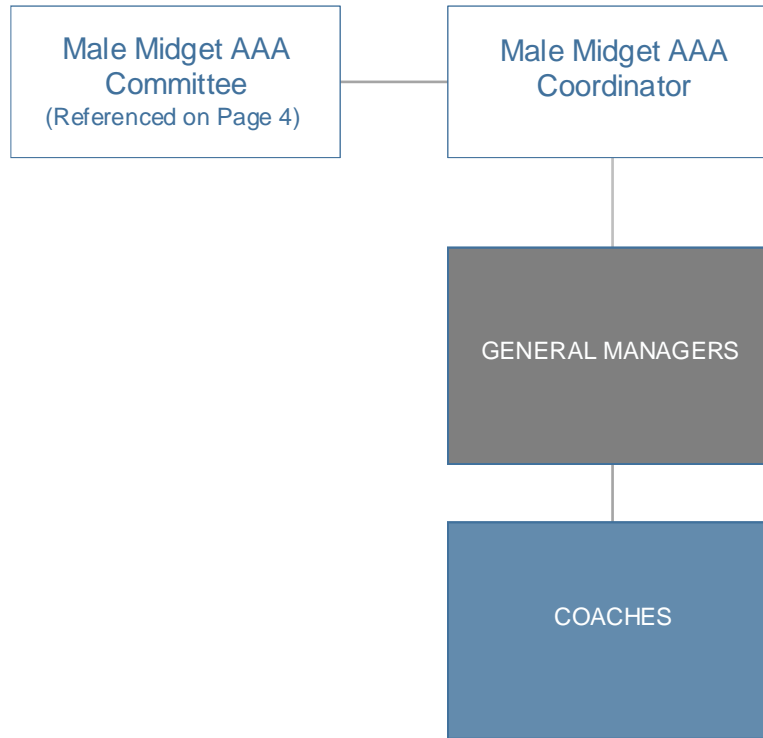 Male Midget AAA
Committee
(Referenced on Page 4)
Male Midget AAA
Coordinator
GENERAL MANAGERS
COACHES